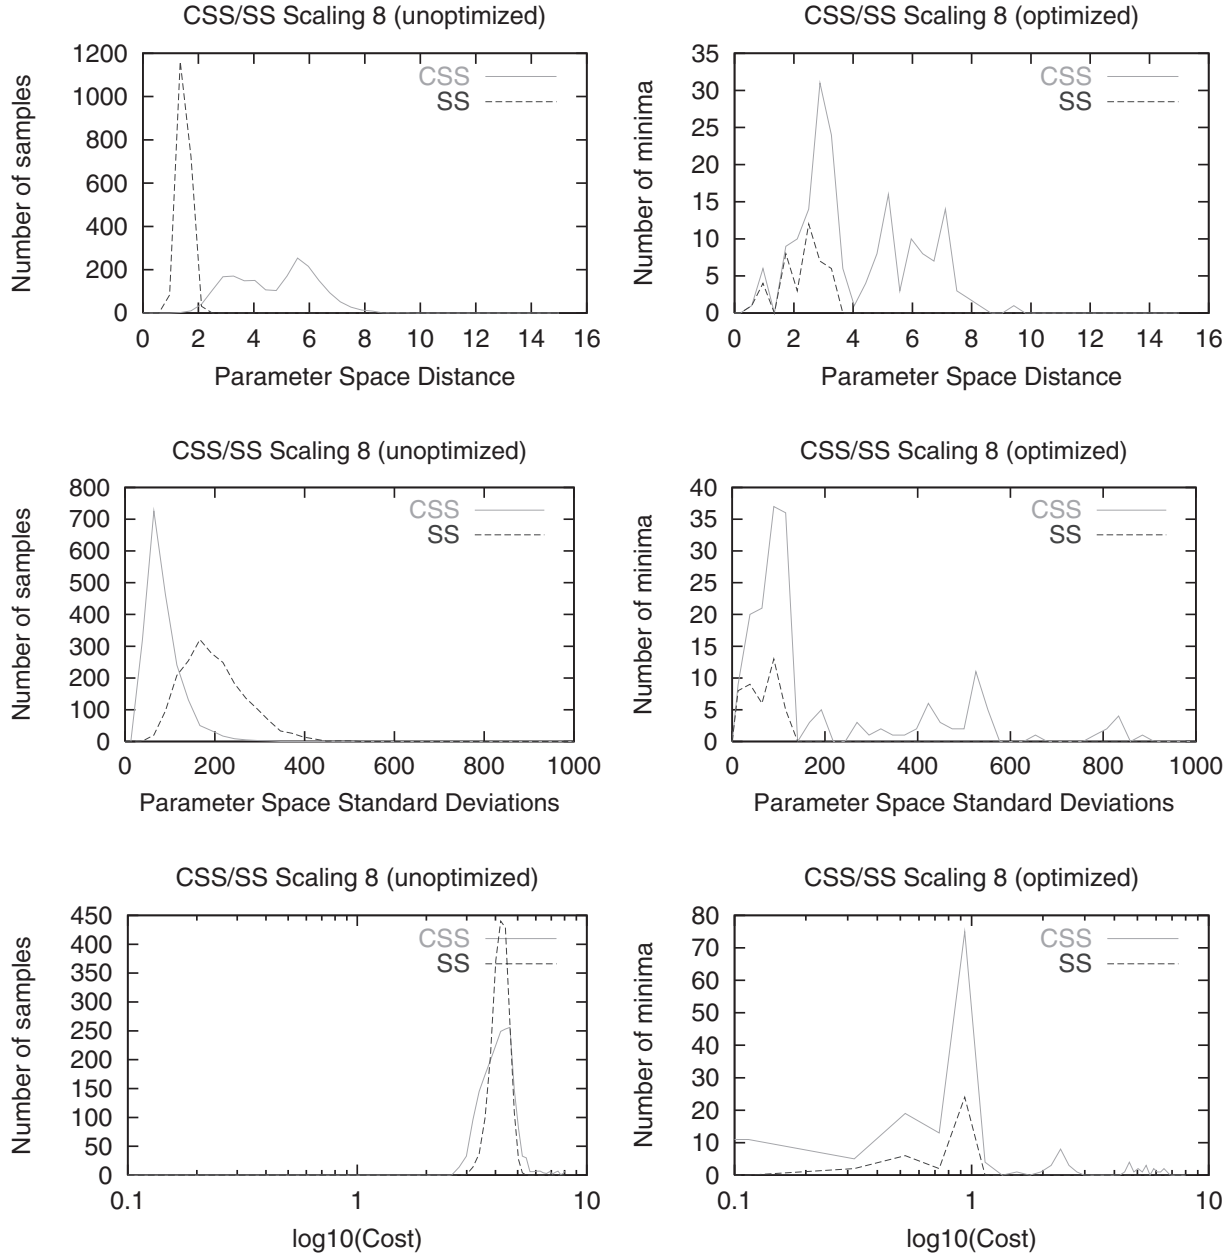 CSS/SS Scaling 8 (unoptimized)
Number of samples
1200
1000
800
600
400
200
0
CSS
SS
0 2 4 6 8 10 12 14 16
Parameter Space Distance
CSS/SS Scaling 8 (optimized)
Number of minima
35
30
25
20
15
10
5
0
CSS
SS
0 2 4 6 8 10 12 14 16
Parameter Space Distance
CSS/SS Scaling 8 (unoptimized)
Number of samples
800
700
600
500
400
300
200
100
0
CSS
SS
0 200 400 600 800 1000
Parameter Space Standard Deviations
CSS/SS Scaling 8 (optimized)
Number of minima
40
35
30
25
20
15
10
5
0
CSS
SS
0 200 400 600 800 1000
Parameter Space Standard Deviations
CSS/SS Scaling 8 (unoptimized)
Number of samples
450
400
350
300
250
200
150
100
50
0
CSS
SS
0.1 1 10
log10(Cost)
CSS/SS Scaling 8 (optimized)
Number of minima
80
70
60
50
40
30
20
10
0
CSS
SS
0.1 1 10
log10(Cost)